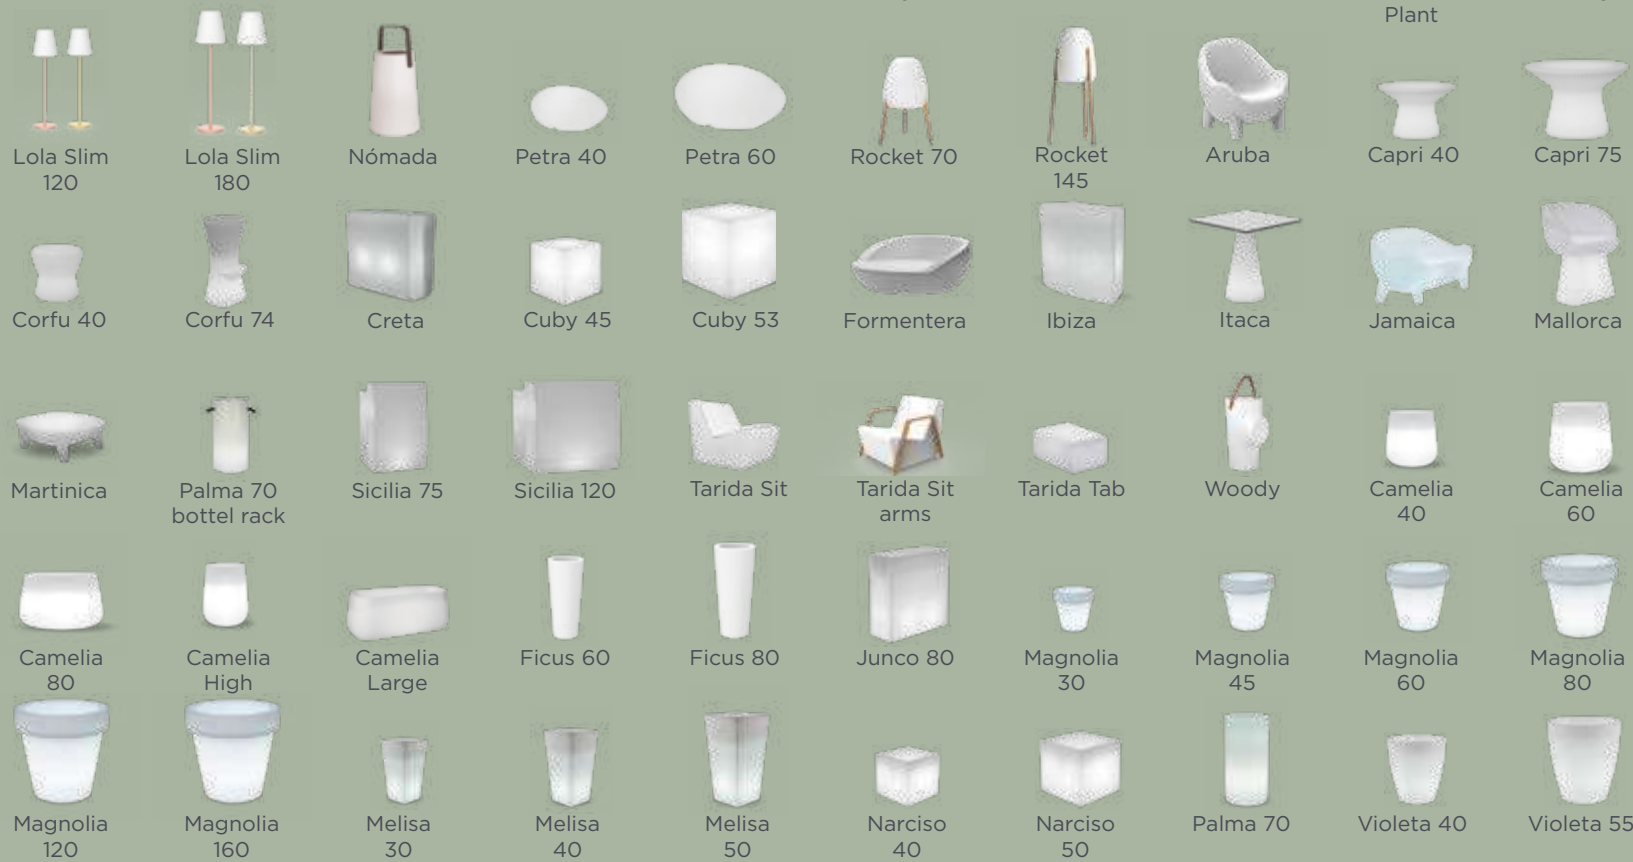 Plant
Lola Slim
120
Lola Slim
180
Nómada
Petra 40
Petra 60
Rocket 70
Rocket
145
Aruba
Capri 40
Capri 75
Corfu 40
Corfu 74
Creta
Cuby 45
Cuby 53
Formentera
Ibiza
Itaca
Jamaica
Mallorca
Martinica
Palma 70
bottel rack
Sicilia 75
Sicilia 120
Tarida Sit
Tarida Sit
arms
Tarida Tab
Woody
Camelia
40
Camelia
60
Camelia
80
Camelia
High
Camelia
Large
Ficus 60
Ficus 80
Junco 80
Magnolia
30
Magnolia
45
Magnolia
60
Magnolia
80
Magnolia
120
Magnolia
160
Melisa
30
Melisa
40
Melisa
50
Narciso
40
Narciso
50
Palma 70
Violeta 40
Violeta 55